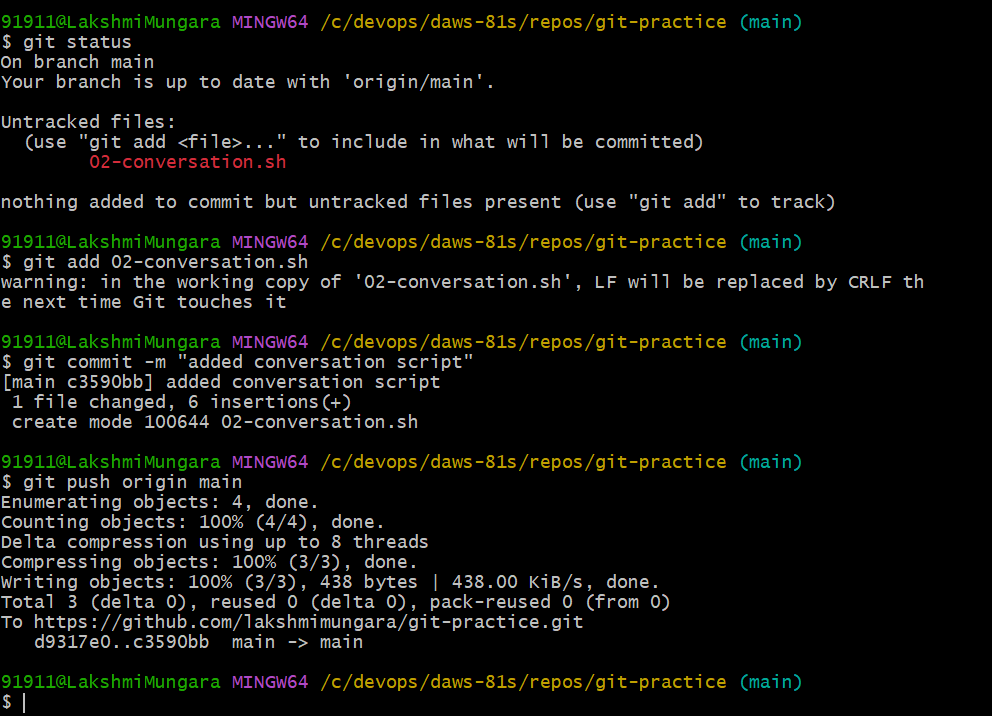 91911@LakshmiMungara MINGW64 /c/devops/daws-81s/repos/git-practice (main)
$ git status
On branch main
Your branch is up to date with 'origin/main'.

Untracked files:
  (use "git add <file>..." to include in what will be committed)
        02-conversation.sh

nothing added to commit but untracked files present (use "git add" to track)

91911@LakshmiMungara MINGW64 /c/devops/daws-81s/repos/git-practice (main)
$ git add 02-conversation.sh
warning: in the working copy of '02-conversation.sh', LF will be replaced by CRLF th
e next time Git touches it

91911@LakshmiMungara MINGW64 /c/devops/daws-81s/repos/git-practice (main)
$ git commit -m "added conversation script"
[main c3590bb] added conversation script
 1 file changed, 6 insertions(+)
 create mode 100644 02-conversation.sh

91911@LakshmiMungara MINGW64 /c/devops/daws-81s/repos/git-practice (main)
$ git push origin main
Enumerating objects: 4, done.
Counting objects: 100% (4/4), done.
Delta compression using up to 8 threads
Compressing objects: 100% (3/3), done.
Writing objects: 100% (3/3), 438 bytes | 438.00 KiB/s, done.
Total 3 (delta 0), reused 0 (delta 0), pack-reused 0 (from 0)
To https://github.com/lakshmimungara/git-practice.git
   d9317e0..c3590bb  main -> main

91911@LakshmiMungara MINGW64 /c/devops/daws-81s/repos/git-practice (main)
$